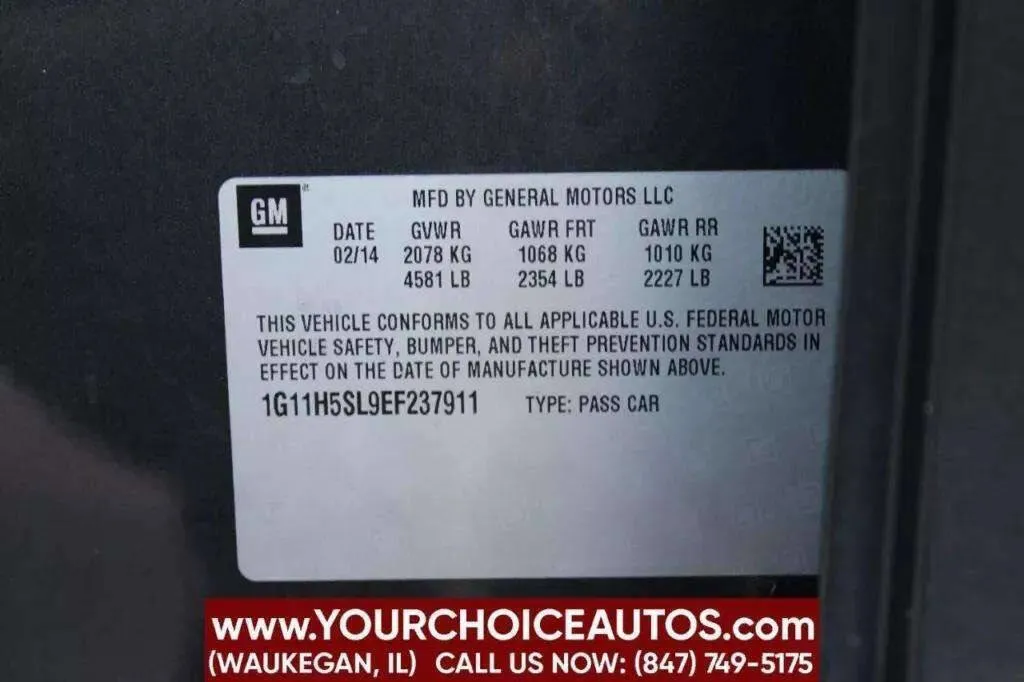 GM
MFD BY GENERAL MOTORS LLC
DATE GVWR GAWR FRT GAWR RR
02/14 2078 KG 1068 KG 1010 KG
4581 LB 2354 LB 2227 LB
THIS VEHICLE CONFORMS TO ALL APPLICABLE U.S. FEDERAL MOTOR
VEHICLE SAFETY, BUMPER, AND THEFT PREVENTION STANDARDS IN
EFFECT ON THE DATE OF MANUFACTURE SHOWN ABOVE.
1G11H5SL9EF237911 TYPE: PASS CAR
WWW.YOURCHOICEAUTOS.com
(WAUKEGAN, IL) CALL US NOW: (847) 749-5175